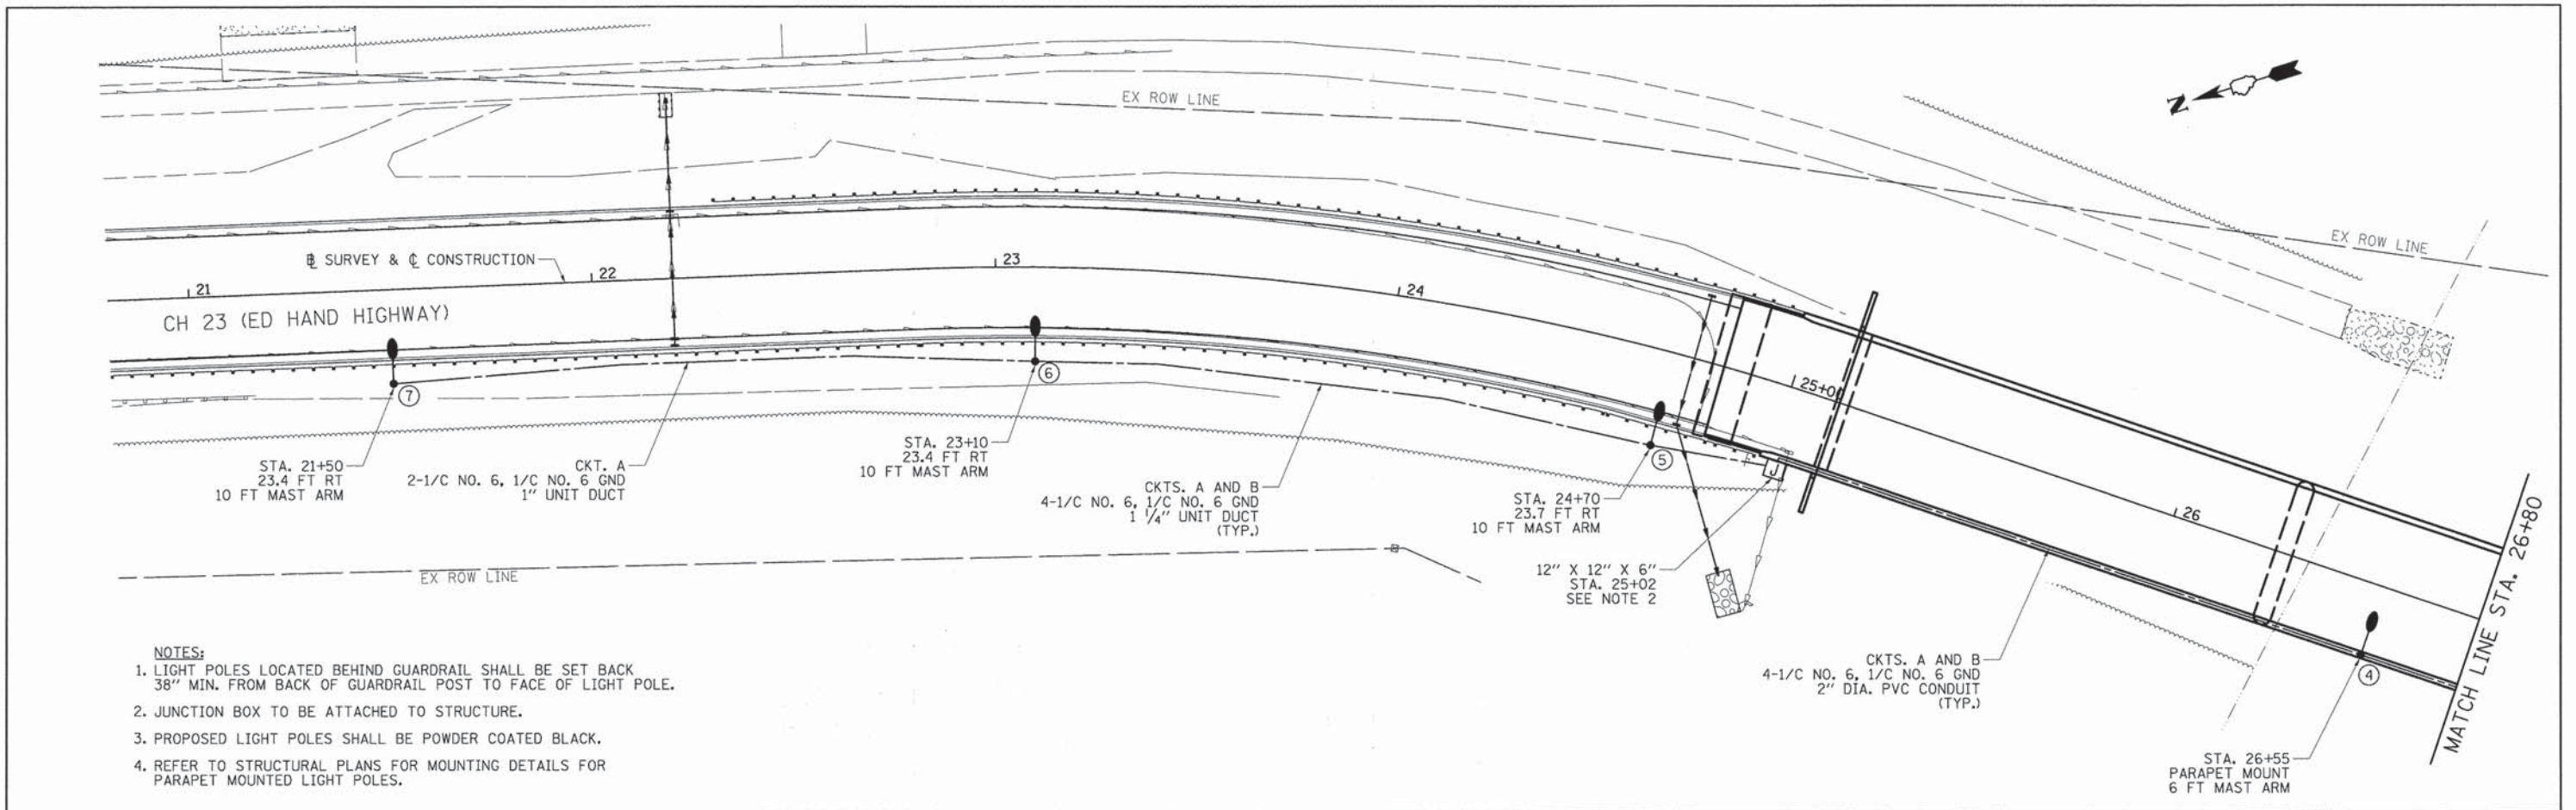 N
EX ROW LINE
EX ROW LINE
℄ SURVEY & ℄ CONSTRUCTION
21
22
23
24
25+00
26
CH 23 (ED HAND HIGHWAY)
7
6
5
4
J
STA. 21+50
23.4 FT RT
10 FT MAST ARM
CKT. A
2-1/C NO. 6, 1/C NO. 6 GND
1" UNIT DUCT
STA. 23+10
23.4 FT RT
10 FT MAST ARM
CKTS. A AND B
4-1/C NO. 6, 1/C NO. 6 GND
1 1/4" UNIT DUCT
(TYP.)
STA. 24+70
23.7 FT RT
10 FT MAST ARM
12" X 12" X 6"
STA. 25+02
SEE NOTE 2
EX ROW LINE
CKTS. A AND B
4-1/C NO. 6, 1/C NO. 6 GND
2" DIA. PVC CONDUIT
(TYP.)
STA. 26+55
PARAPET MOUNT
6 FT MAST ARM
MATCH LINE STA. 26+80
NOTES:
1. LIGHT POLES LOCATED BEHIND GUARDRAIL SHALL BE SET BACK
38" MIN. FROM BACK OF GUARDRAIL POST TO FACE OF LIGHT POLE.
2. JUNCTION BOX TO BE ATTACHED TO STRUCTURE.
3. PROPOSED LIGHT POLES SHALL BE POWDER COATED BLACK.
4. REFER TO STRUCTURAL PLANS FOR MOUNTING DETAILS FOR
PARAPET MOUNTED LIGHT POLES.